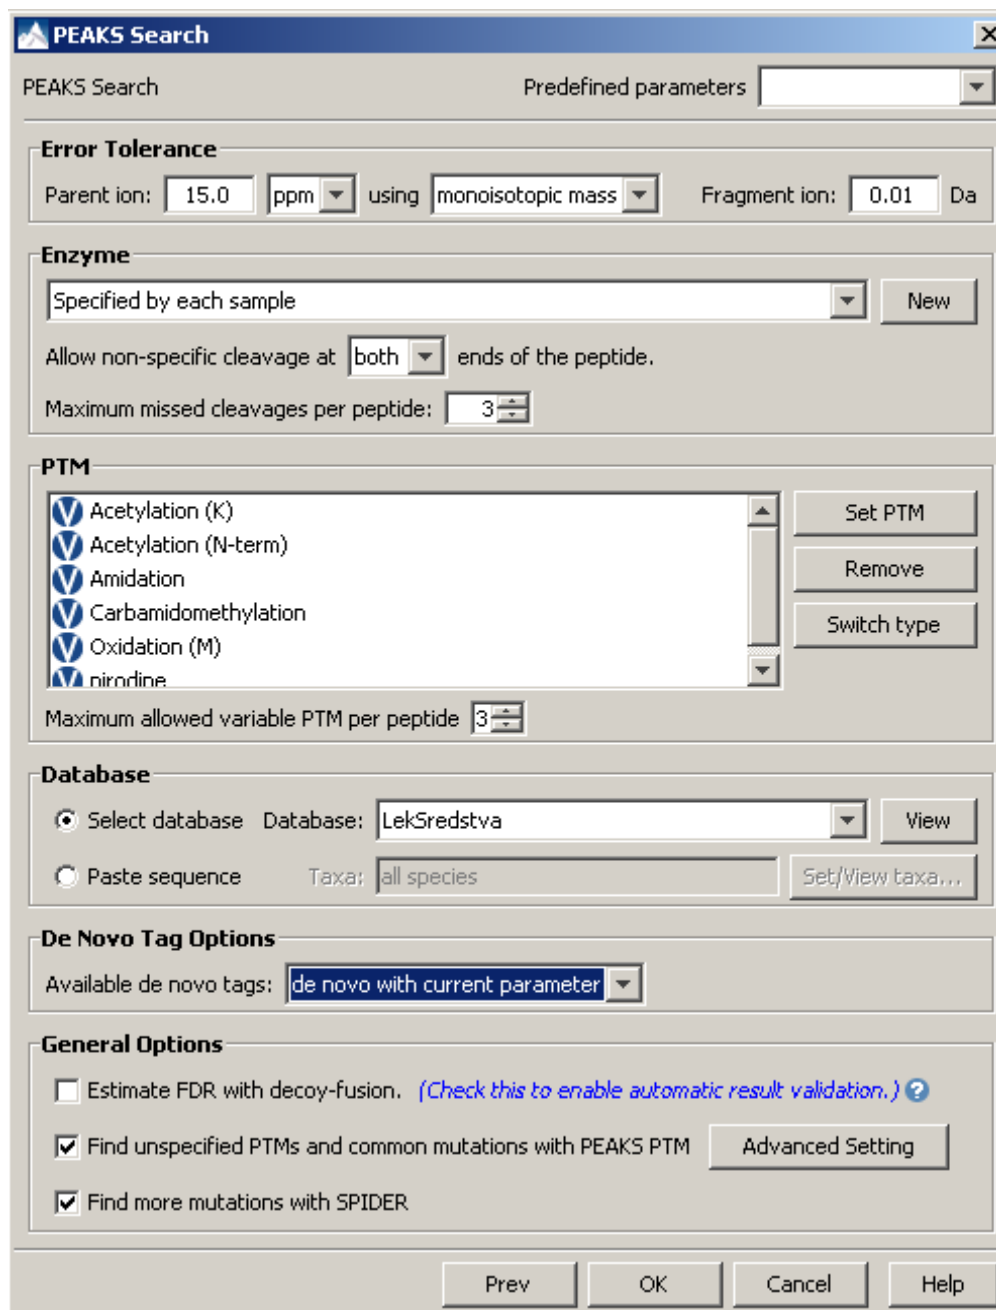 PEAKS Search
PEAKS Search Predefined parameters
Error Tolerance
Parent ion: 15.0 ppm using monoisotopic mass Fragment ion: 0.01 Da
Enzyme
Specified by each sample New
Allow non-specific cleavage at both ends of the peptide.
Maximum missed cleavages per peptide: 3
PTM
Acetylation (K) Set PTM
Acetylation (N-term)
Amidation Remove
Carbamidomethylation
Oxidation (M) Switch type
pirodine
Maximum allowed variable PTM per peptide 3
Database
Select database Database: LekSredstva View
Paste sequence Taxa: all species Set/View taxa...
De Novo Tag Options
Available de novo tags: de novo with current parameter
General Options
Estimate FDR with decoy-fusion. (Check this to enable automatic result validation.) ?
Find unspecified PTMs and common mutations with PEAKS PTM Advanced Setting
Find more mutations with SPIDER
Prev OK Cancel Help